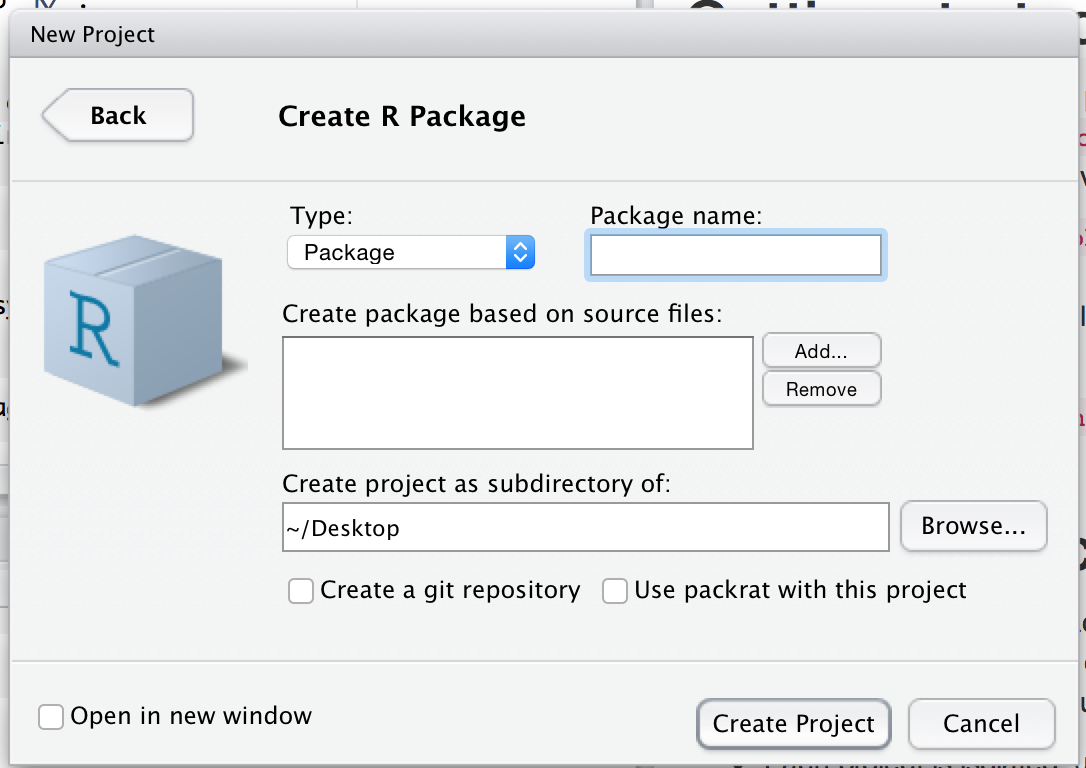 New Project
Back
Create R Package
Type:
Package name:
Package
R
Create package based on source files:
Add...
Remove
Create project as subdirectory of:
~/Desktop
Browse...
Create a git repository
Use packrat with this project
Open in new window
Create Project
Cancel